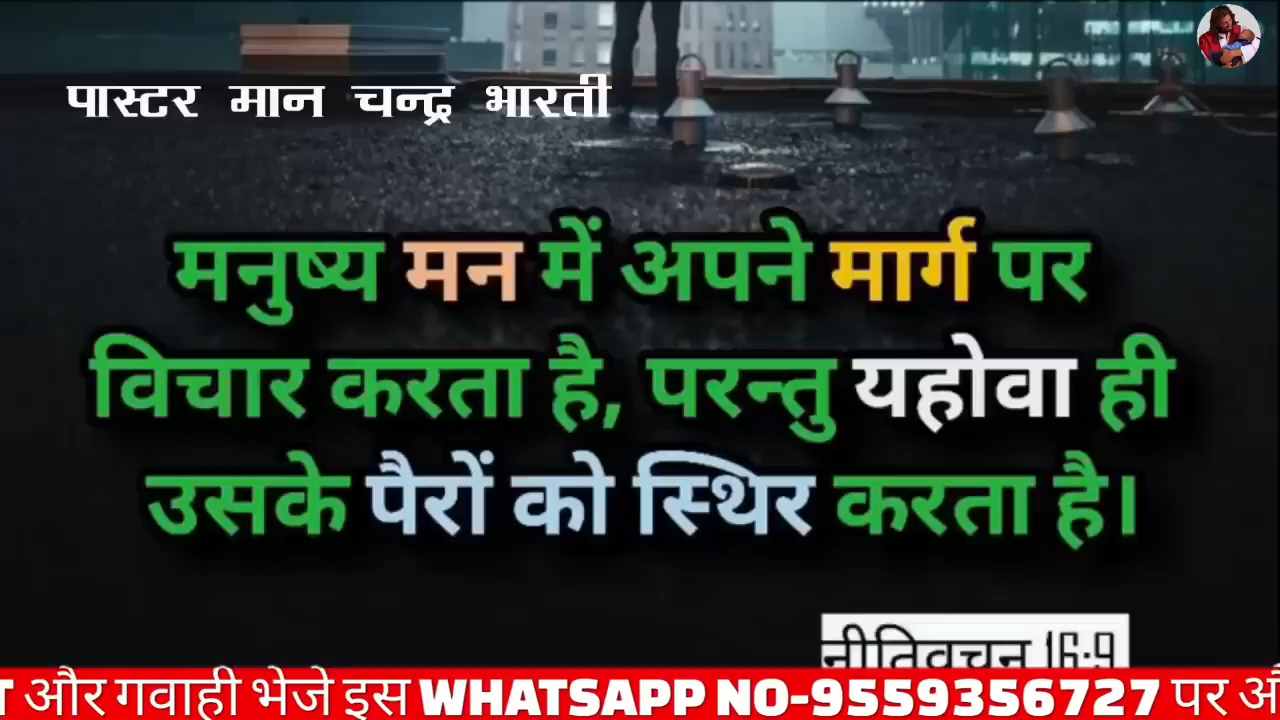 पास्टर मान चन्द्र भारती
मनुष्य मन में अपने मार्ग पर
विचार करता है, परन्तु यहोवा ही
उसके पैरों को स्थिर करता है।
नीतिवचन 16:9
और गवाही भेजे इस WHATSAPP NO-9559356727 पर